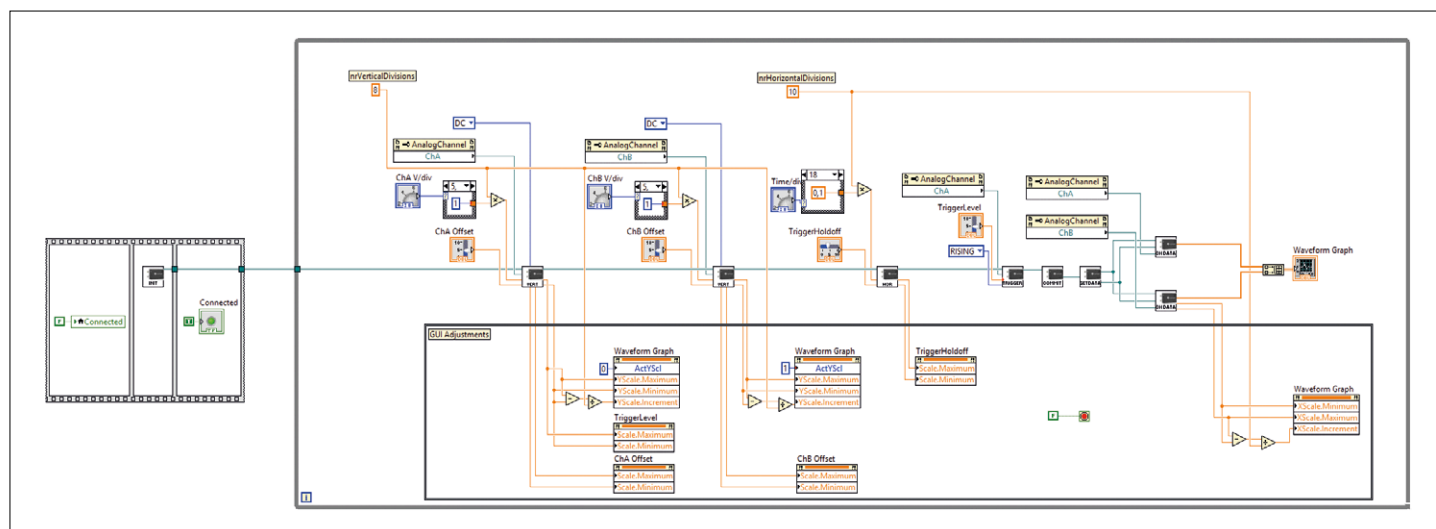 nrVerticalDivisions
8
nrHorizontalDivisions
10
DC
DC
AnalogChannel
ChA
AnalogChannel
ChB
ChA V/div
5,
1
ChB V/div
5,
1
Time/div
18
0,1
AnalogChannel
ChA
AnalogChannel
ChA
AnalogChannel
ChB
TriggerLevel
ChA Offset
ChB Offset
TriggerHoldoff
RISING
INIT
VERT
VERT
HOR
TRIGGER
COMMIT
SETDATA
Waveform Graph
Connected
F
Connected
GUI Adjustments
Waveform Graph
0
ActYScl
YScale.Maximum
YScale.Minimum
YScale.Increment
TriggerLevel
Scale.Maximum
Scale.Minimum
ChA Offset
Scale.Maximum
Scale.Minimum
Waveform Graph
1
ActYScl
YScale.Maximum
YScale.Minimum
YScale.Increment
ChB Offset
Scale.Maximum
Scale.Minimum
TriggerHoldoff
Scale.Maximum
Scale.Minimum
F
Waveform Graph
XScale.Minimum
XScale.Maximum
XScale.Increment
i